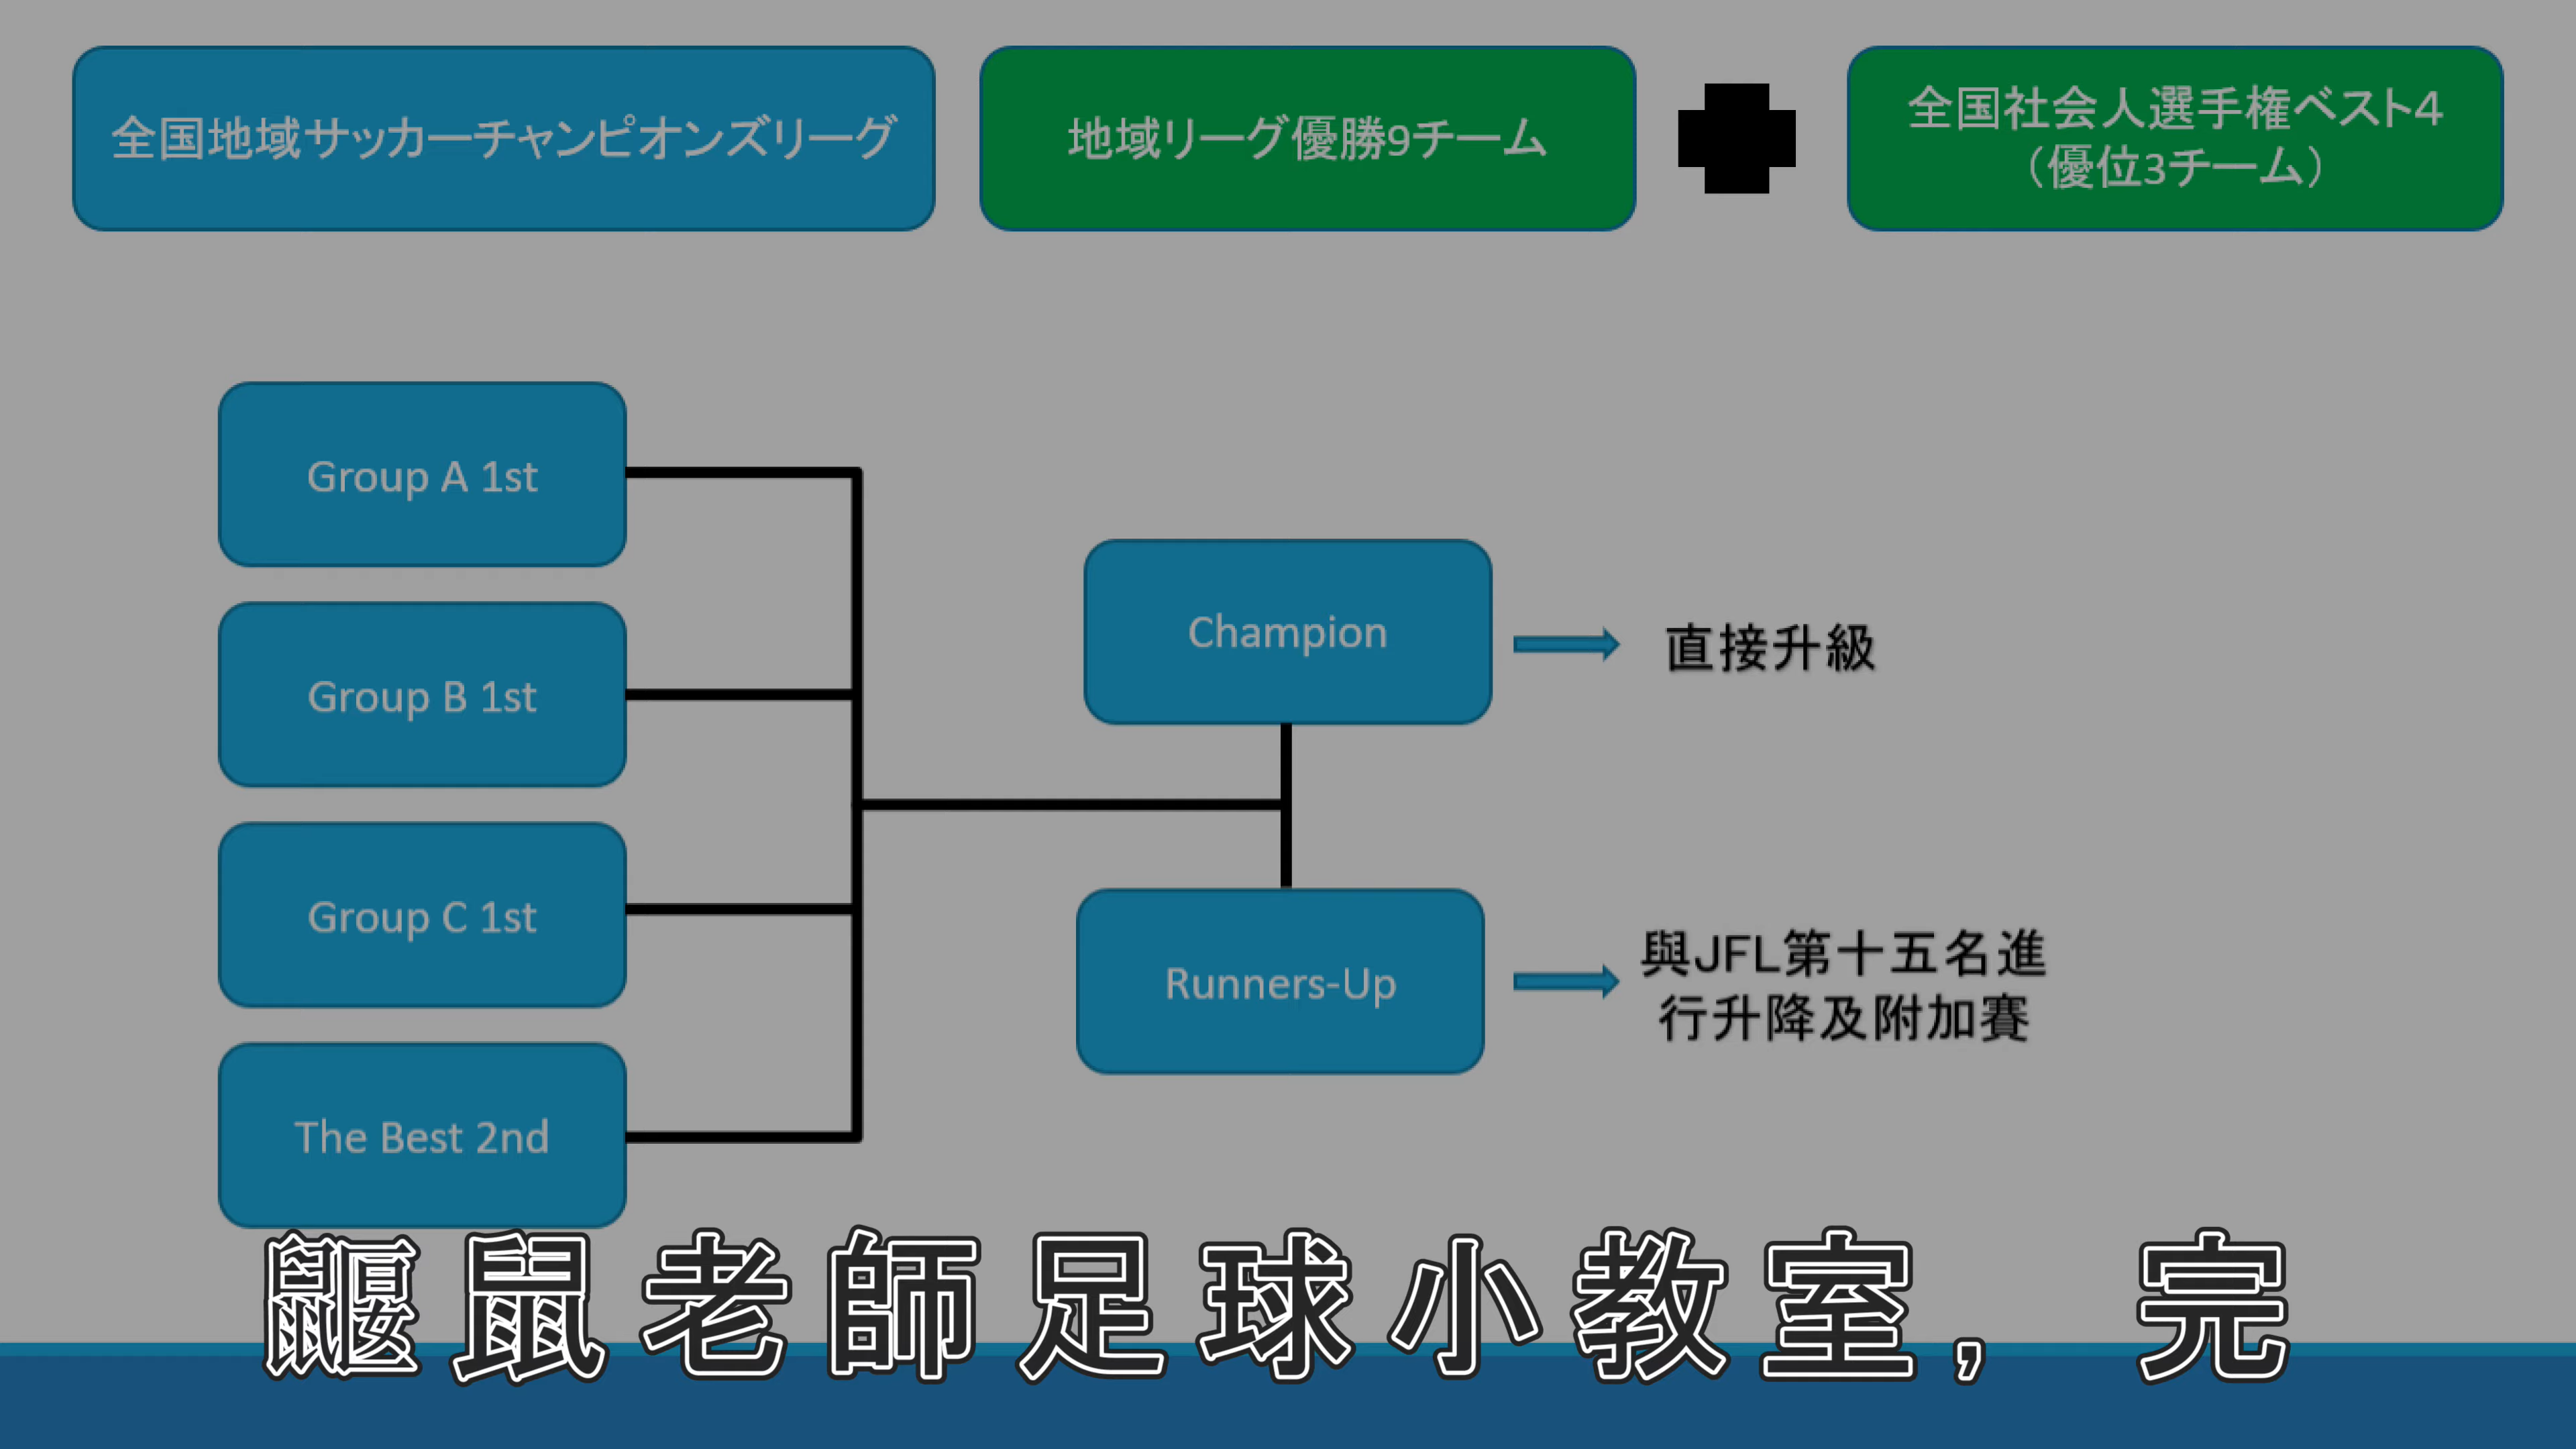 全国地域サッカーチャンピオンズリーグ
地域リーグ優勝9チーム
全国社会人選手権ベスト4
（優位3チーム）
Group A 1st
Group B 1st
Group C 1st
The Best 2nd
Champion
直接升級
Runners-Up
與JFL第十五名進
行升降及附加賽
鼴鼠老師足球小教室，完